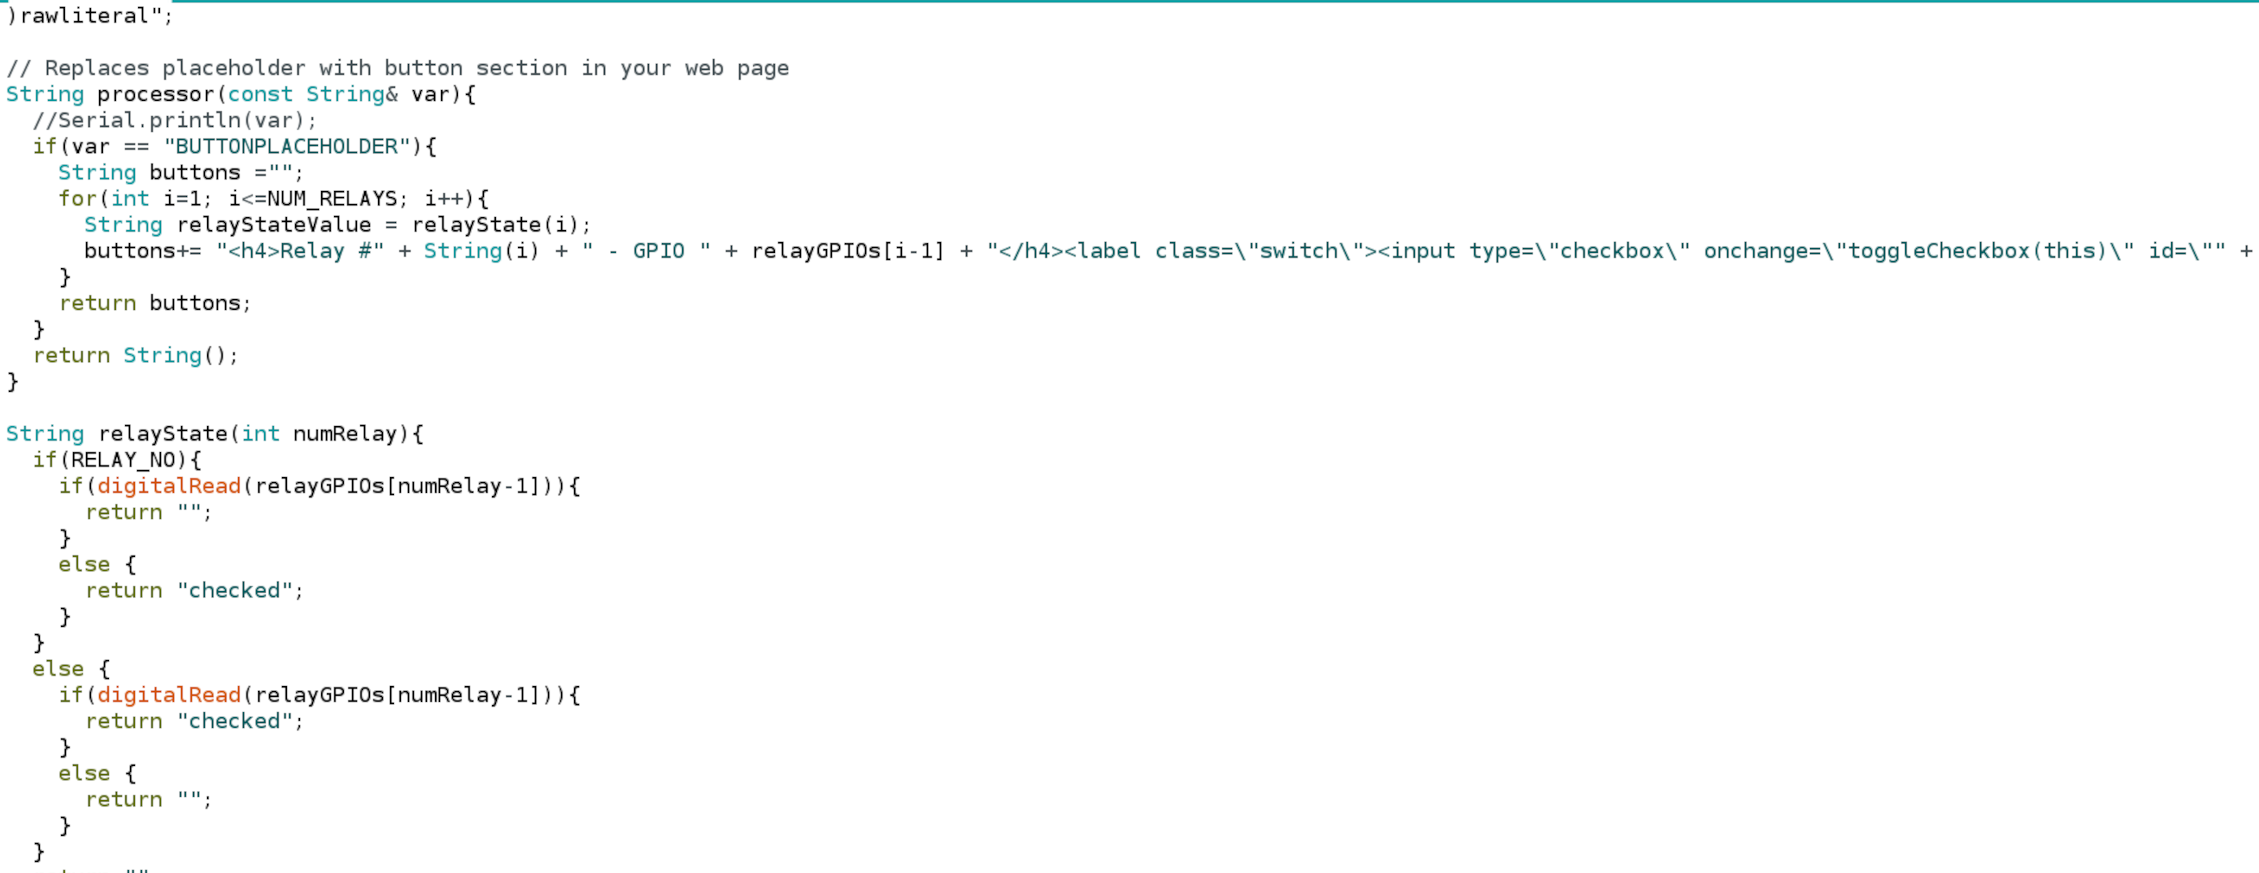 )rawliteral";
// Replaces placeholder with button section in your web page
String processor(const String& var){
  //Serial.println(var);
  if(var == "BUTTONPLACEHOLDER"){
    String buttons ="";
    for(int i=1; i<=NUM_RELAYS; i++){
      String relayStateValue = relayState(i);
      buttons+= "<h4>Relay #" + String(i) + " - GPIO " + relayGPIOs[i-1] + "</h4><label class=\"switch\"><input type=\"checkbox\" onchange=\"toggleCheckbox(this)\" id=\"" +
    }
    return buttons;
  }
  return String();
}
String relayState(int numRelay){
  if(RELAY_NO){
    if(digitalRead(relayGPIOs[numRelay-1])){
      return "";
    }
    else {
      return "checked";
    }
  }
  else {
    if(digitalRead(relayGPIOs[numRelay-1])){
      return "checked";
    }
    else {
      return "";
    }
  }